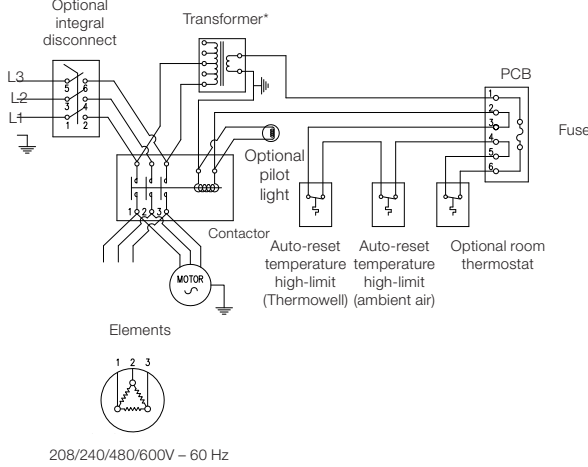 Optional
integral
disconnect
Transformer*
L3
L2
L1
5 6
3 4
1 2
PCB
1
2
3
4
5
6
Fuse
Optional
pilot
light
1 2 3
Contactor
MOTOR
Auto-reset
temperature
high-limit
(Thermowell)
Auto-reset
temperature
high-limit
(ambient air)
Optional room
thermostat
Elements
1 2 3
208/240/480/600V – 60 Hz